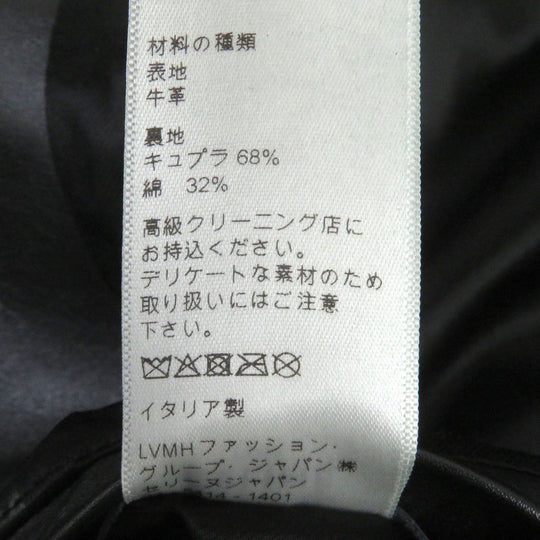 材料の種類
表地
牛革
裏地
キュプラ 68%
綿 32%
高級クリーニング店に
お持込ください。
デリケートな素材のため
取り扱いにはご注意
下さい。
イタリア製
LVMHファッション・
グループ・ジャパン㈱
セリーヌジャパン
14-1401